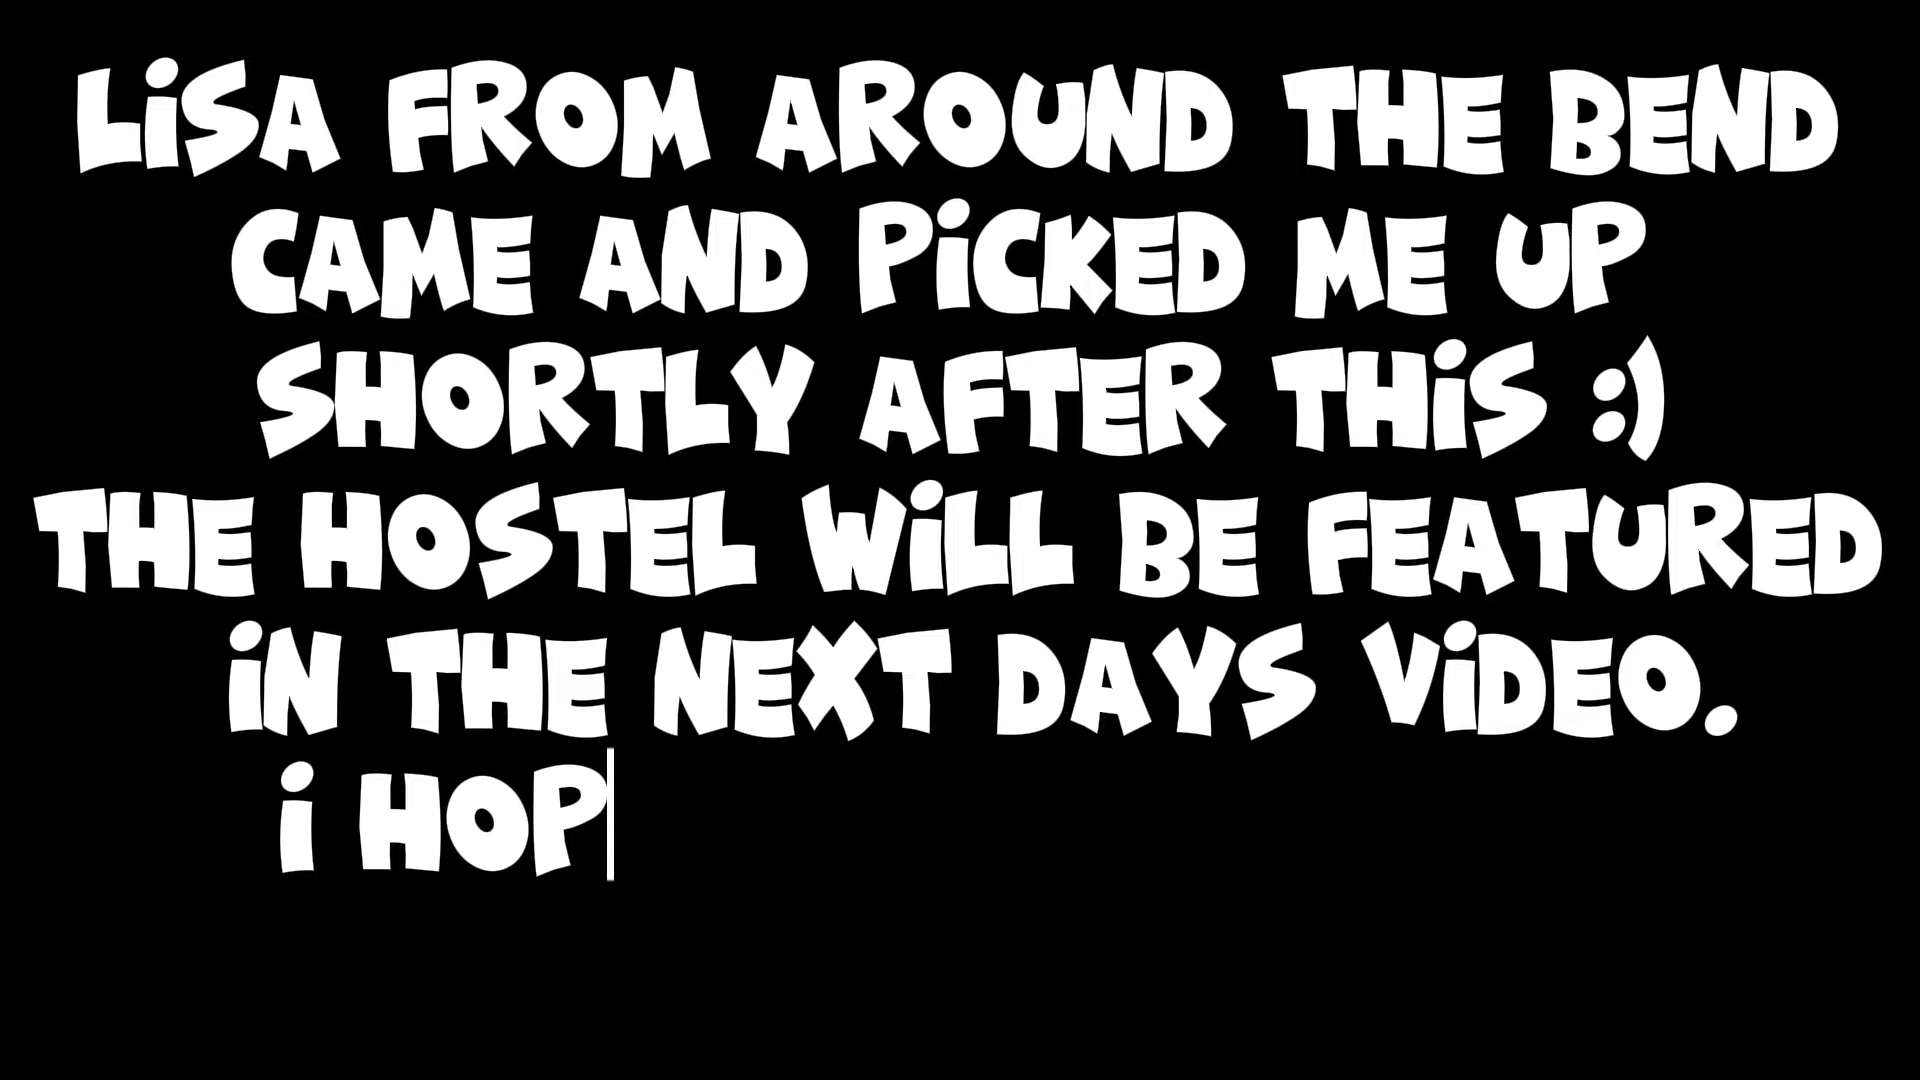 LiSA FROM AROUND THE BEND
CAME AND PiCKED ME UP
SHORTLY AFTER THiS :)
THE HOSTEL WiLL BE FEATURED
iN THE NEXT DAYS ViDEO.
i HOP